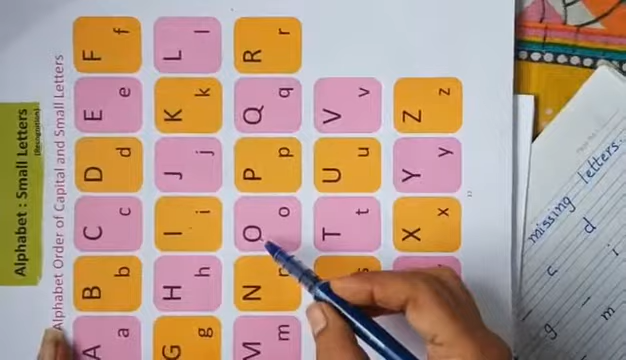 Alphabet : Small Letters
(Recognition)
Alphabet Order of Capital and Small Letters
A a B b C c D d E e F f
G g H h I i J j K k L l
M m N n O o P p Q q R r
T t U u V v
X x Y y Z z
missing letters.
c d
g i
m